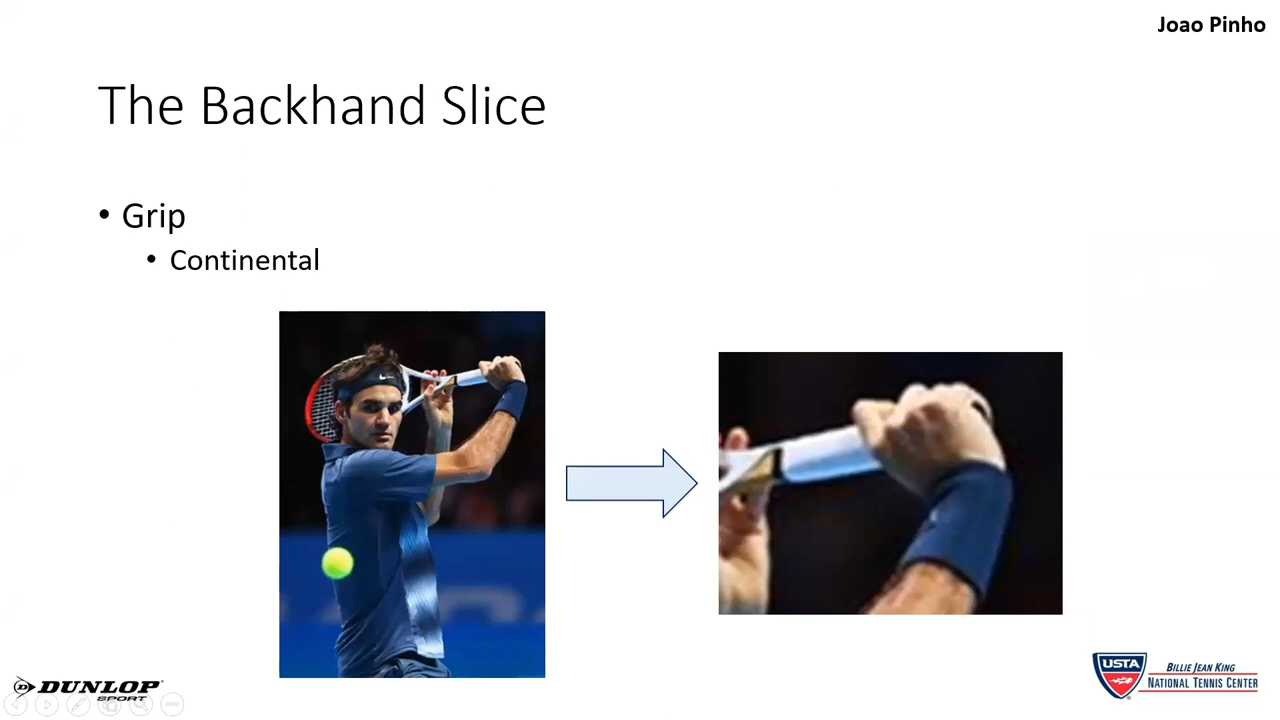 Joao Pinho
The Backhand Slice
• Grip
• Continental
DUNLOP
SPORT
USTA
BILLIE JEAN KING
NATIONAL TENNIS CENTER